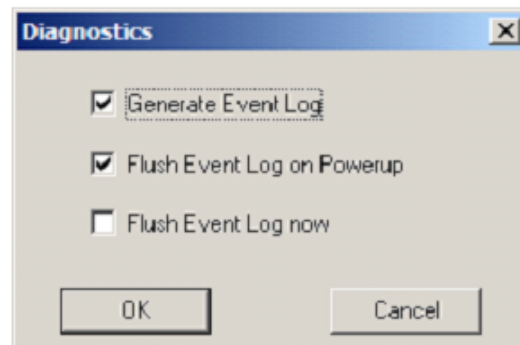 Diagnostics
Generate Event Log
Flush Event Log on Powerup
Flush Event Log now
OK
Cancel